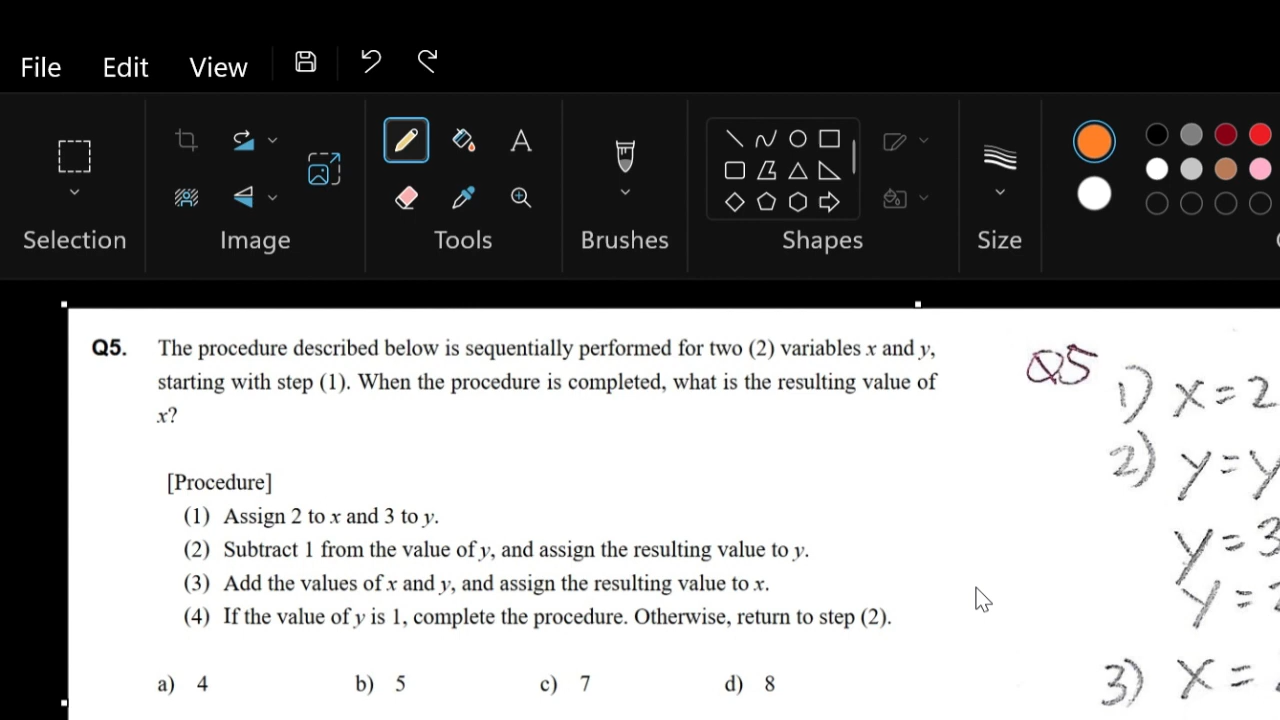 File Edit View
Selection Image Tools Brushes Shapes Size
Q5. The procedure described below is sequentially performed for two (2) variables x and y,
starting with step (1). When the procedure is completed, what is the resulting value of
x?
[Procedure]
(1) Assign 2 to x and 3 to y.
(2) Subtract 1 from the value of y, and assign the resulting value to y.
(3) Add the values of x and y, and assign the resulting value to x.
(4) If the value of y is 1, complete the procedure. Otherwise, return to step (2).
a) 4 b) 5 c) 7 d) 8
Q5
1) x=2
2) y=y
y=3
y=
3) x=